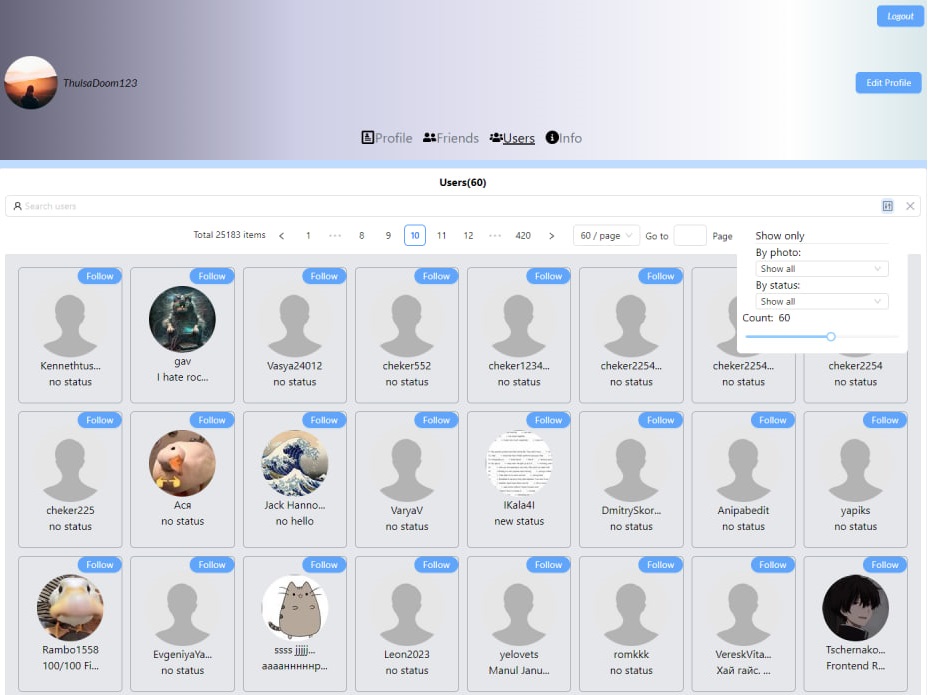 Logout
ThulsaDoom123
Edit Profile
Profile Friends Users Info
Users(60)
Search users
Total 25183 items < 1 ••• 8 9 10 11 12 ••• 420 > 60 / page Go to Page
Show only
By photo:
Show all
By status:
Show all
Count: 60
Follow Follow Follow Follow Follow Follow
Kennethtus... gav Vasya24012 cheker552 cheker1234... cheker2254... cheker2254... cheker2254
no status I hate roc... no status no status no status no status no status no status
Follow Follow Follow Follow Follow Follow Follow Follow
cheker225 Ася Jack Hanno... VaryaV IKala4I DmitrySkor... Anipabedit yapiks
no status no status no hello no status new status no status no status no status
Follow Follow Follow Follow Follow Follow Follow Follow
Rambo1558 EvgeniyaYa... ssss jjjjj... Leon2023 yelovets romkkk VereskVita... Tschernako...
100/100 Fi... no status aaaannnnnp... no status Manul Janu... no status Хай гайс. ... Frontend R...